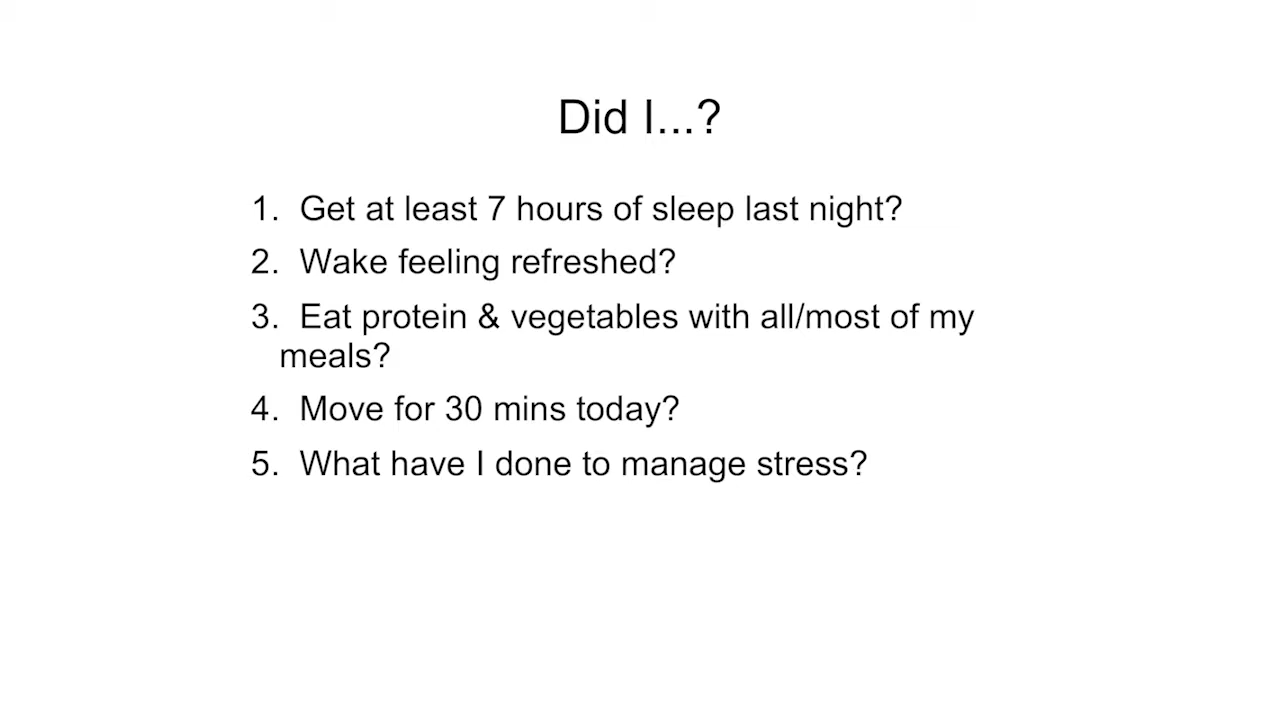 Did I...?
1. Get at least 7 hours of sleep last night?
2. Wake feeling refreshed?
3. Eat protein & vegetables with all/most of my
meals?
4. Move for 30 mins today?
5. What have I done to manage stress?